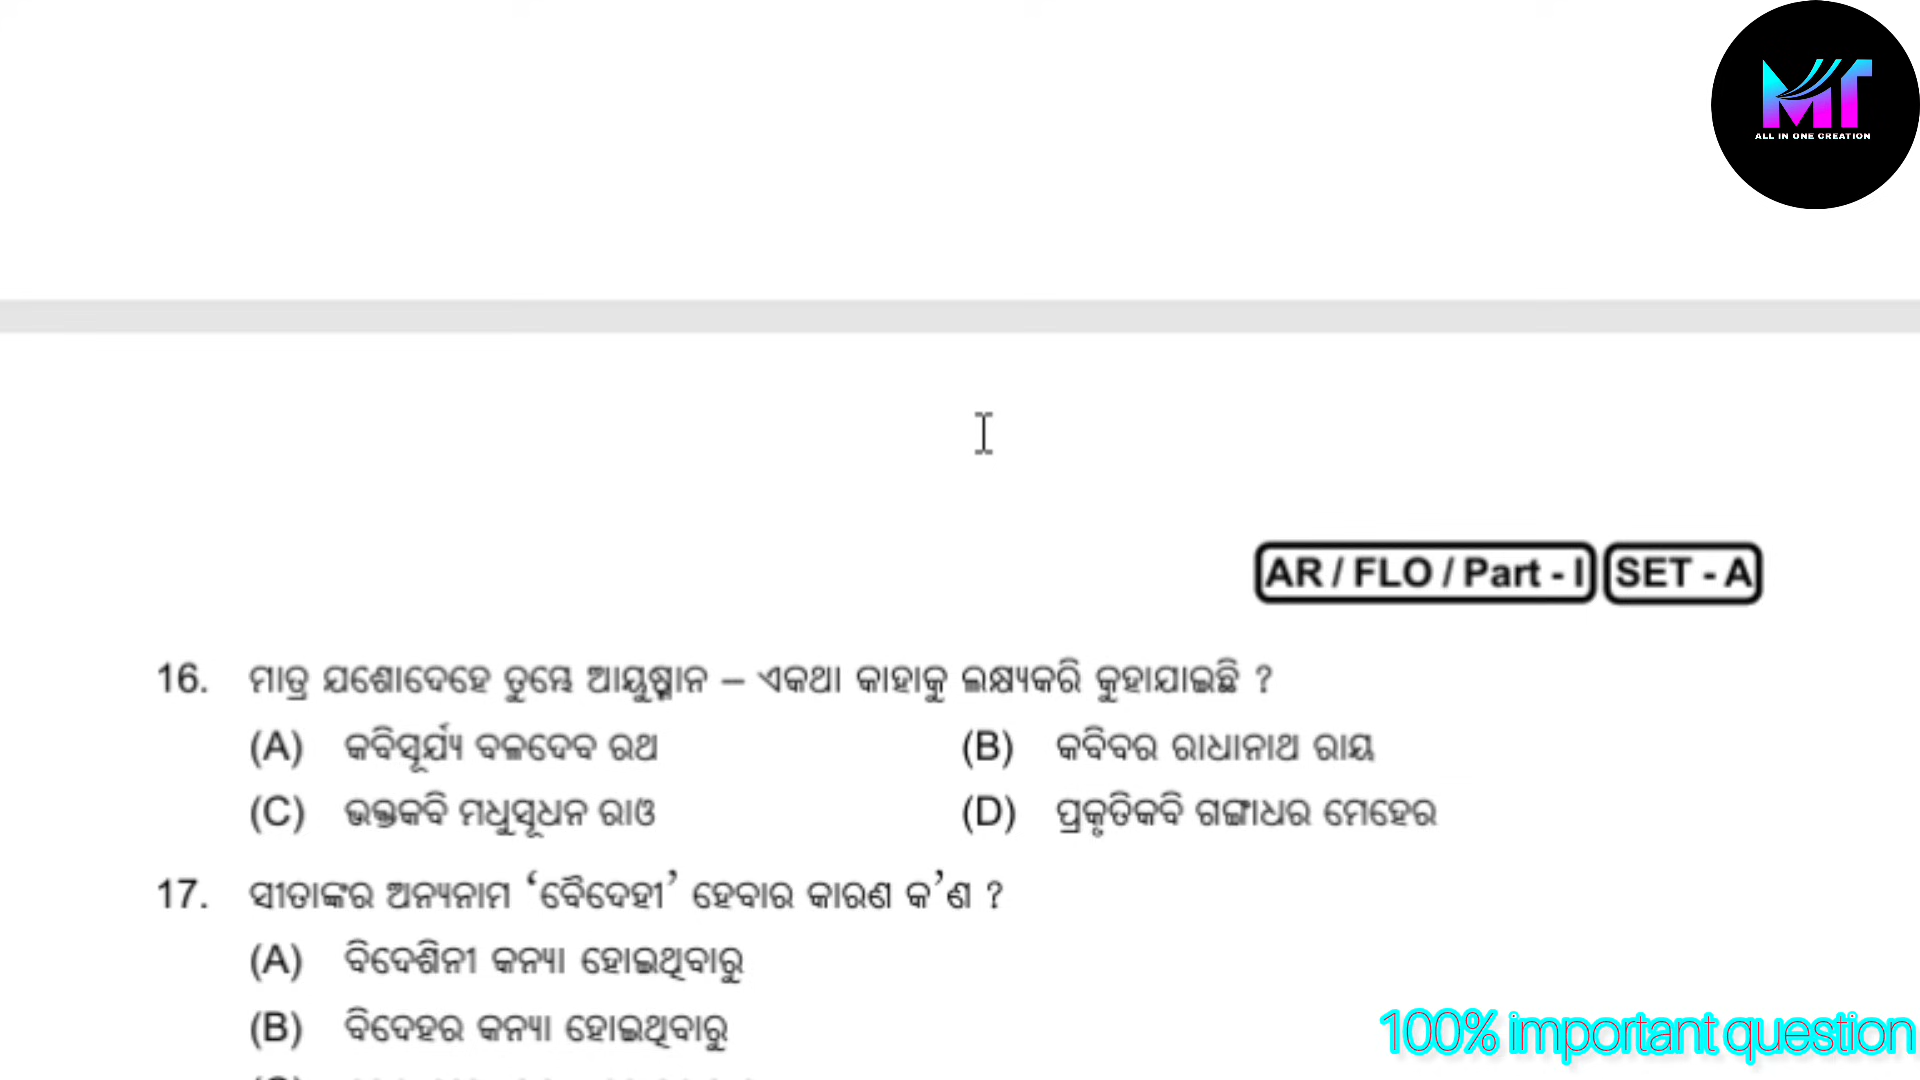 MT
ALL IN ONE CREATION
AR / FLO / Part - I SET - A
16. ମାତ୍ର ଯଶୋଦେହେ ତୁମ୍ଭେ ଆୟୁଷ୍ମାନ – ଏକଥା କାହାକୁ ଲକ୍ଷ୍ୟକରି କୁହାଯାଇଛି ?
(A) କବିସୂର୍ଯ୍ୟ ବଳଦେବ ରଥ (B) କବିବର ରାଧାନାଥ ରାୟ
(C) ଭକ୍ତକବି ମଧୁସୂଧନ ରାଓ (D) ପ୍ରକୃତିକବି ଗଙ୍ଗାଧର ମେହେର
17. ସୀତାଙ୍କର ଅନ୍ୟନାମ ‘ବୈଦେହୀ’ ହେବାର କାରଣ କ’ଣ ?
(A) ବିଦେଶିନୀ କନ୍ୟା ହୋଇଥିବାରୁ
(B) ବିଦେହର କନ୍ୟା ହୋଇଥିବାରୁ
100% important question